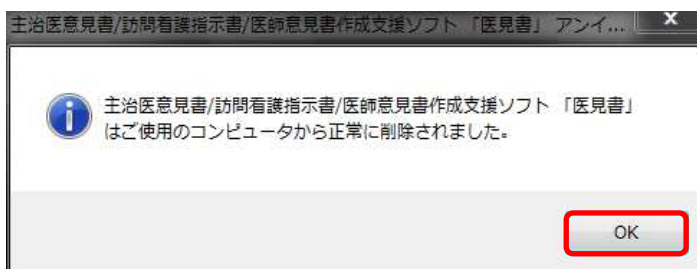 主治医意見書/訪問看護指示書/医師意見書作成支援ソフト 「医見書」 アンイ...
主治医意見書/訪問看護指示書/医師意見書作成支援ソフト 「医見書」
はご使用のコンピュータから正常に削除されました。
OK